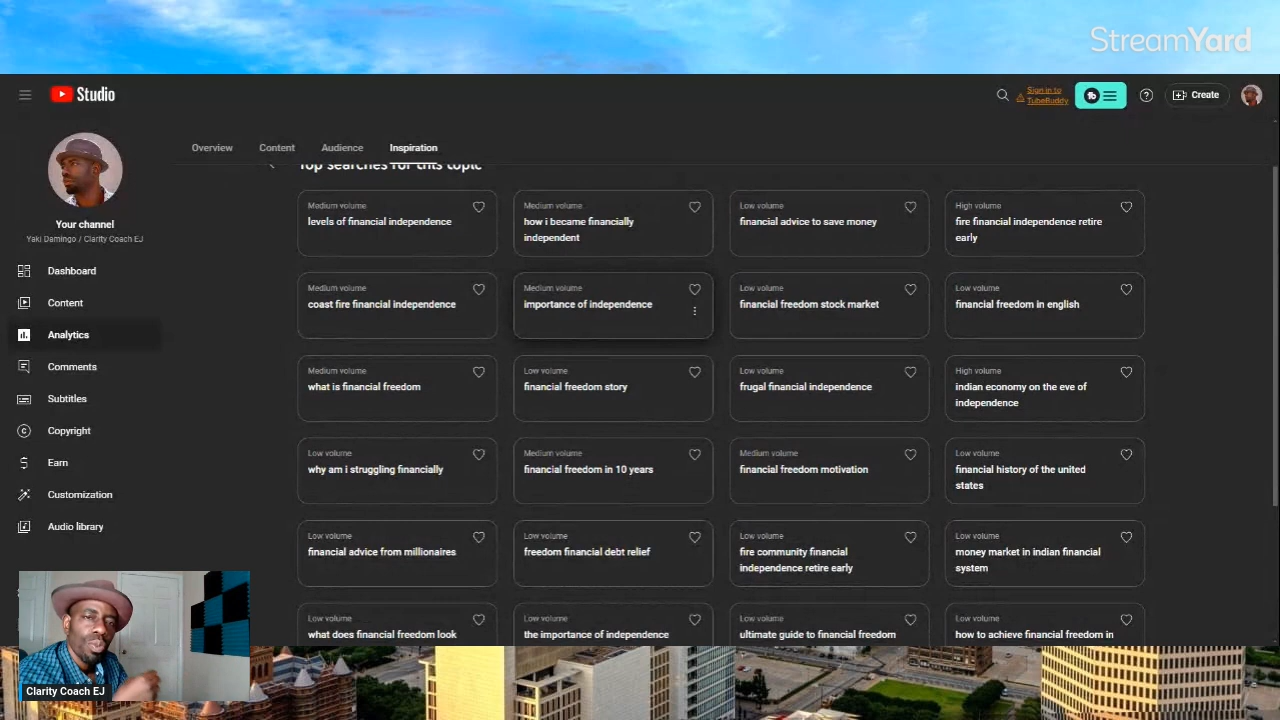 StreamYard
Studio
Sign in to
TubeBuddy
Create
Overview
Content
Audience
Inspiration
Top searches for this topic
Your channel
Yaki Damingo / Clarity Coach EJ
Dashboard
Content
Analytics
Comments
Subtitles
Copyright
Earn
Customization
Audio library
Medium volume
levels of financial independence
Medium volume
how i became financially
independent
Low volume
financial advice to save money
High volume
fire financial independence retire
early
Medium volume
coast fire financial independence
Medium volume
importance of independence
Low volume
financial freedom stock market
Low volume
financial freedom in english
Medium volume
what is financial freedom
Low volume
financial freedom story
Low volume
frugal financial independence
High volume
indian economy on the eve of
independence
Low volume
why am i struggling financially
Medium volume
financial freedom in 10 years
Medium volume
financial freedom motivation
Low volume
financial history of the united
states
Low volume
financial advice from millionaires
Low volume
freedom financial debt relief
Low volume
fire community financial
independence retire early
Low volume
money market in indian financial
system
Low volume
what does financial freedom look
Low volume
the importance of independence
Low volume
ultimate guide to financial freedom
Low volume
how to achieve financial freedom in
Clarity Coach EJ